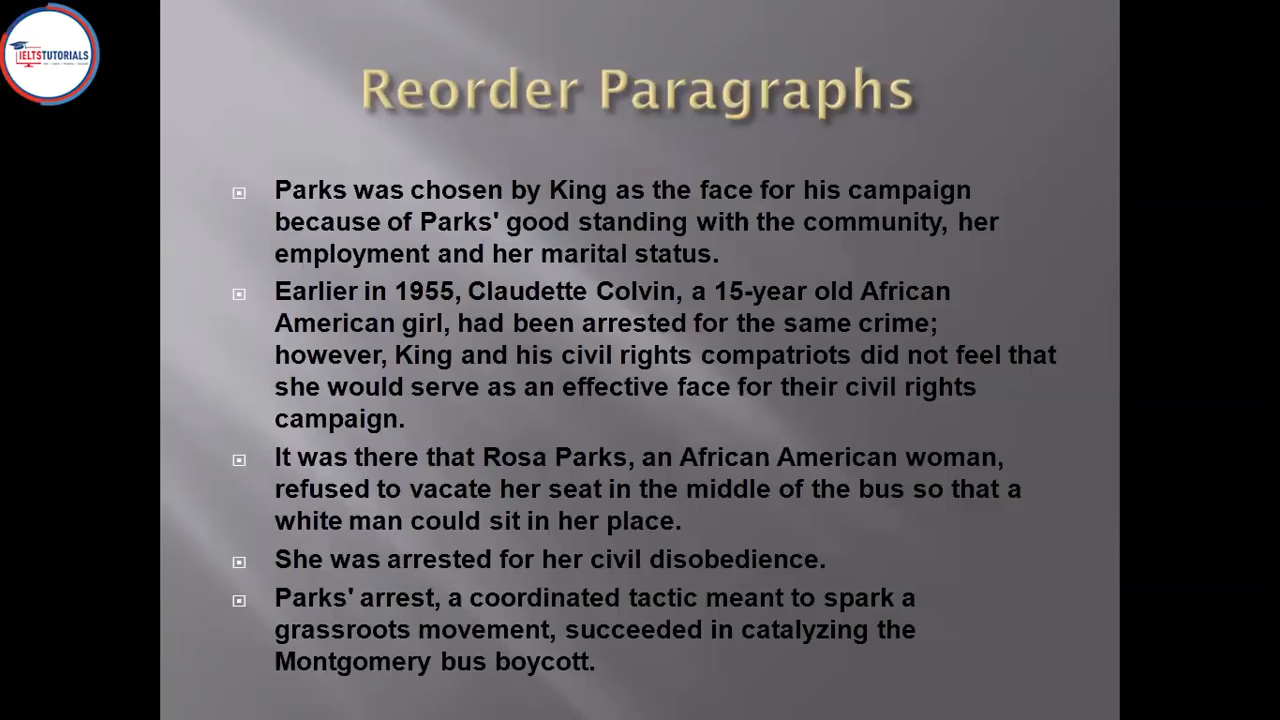 IELTSTUTORIALS
Reorder Paragraphs
Parks was chosen by King as the face for his campaign
because of Parks' good standing with the community, her
employment and her marital status.
Earlier in 1955, Claudette Colvin, a 15-year old African
American girl, had been arrested for the same crime;
however, King and his civil rights compatriots did not feel that
she would serve as an effective face for their civil rights
campaign.
It was there that Rosa Parks, an African American woman,
refused to vacate her seat in the middle of the bus so that a
white man could sit in her place.
She was arrested for her civil disobedience.
Parks' arrest, a coordinated tactic meant to spark a
grassroots movement, succeeded in catalyzing the
Montgomery bus boycott.